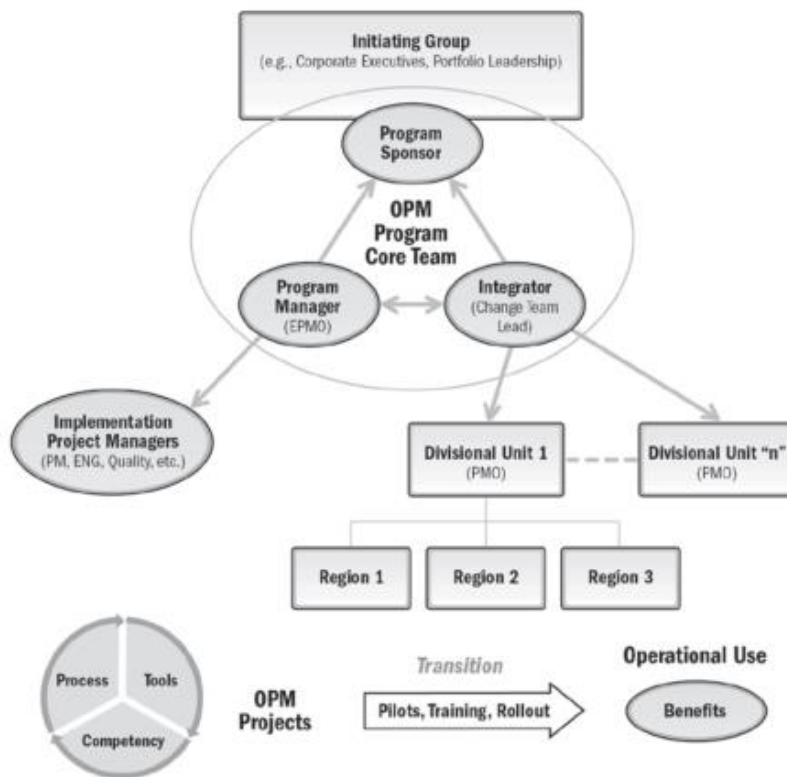 Initiating Group
(e.g., Corporate Executives, Portfolio Leadership)
Program
Sponsor
OPM
Program
Core Team
Program
Manager
(EPMO)
Integrator
(Change Team
Lead)
Implementation
Project Managers
(PM, ENG, Quality, etc.)
Divisional Unit 1
(PMO)
Divisional Unit “n”
(PMO)
Region 1
Region 2
Region 3
Process
Tools
Competency
OPM
Projects
Transition
Pilots, Training, Rollout
Operational Use
Benefits